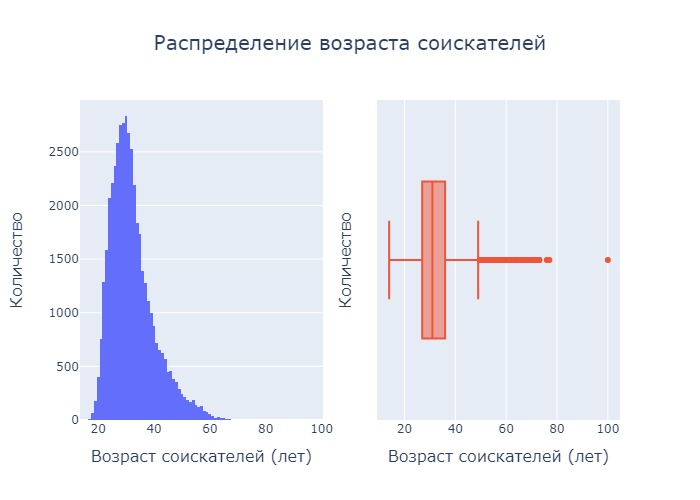 Распределение возраста соискателей
2500
2000
1500
1000
500
0
20 40 60 80 100
Возраст соискателей (лет)
Количество
20 40 60 80 100
Возраст соискателей (лет)
Количество